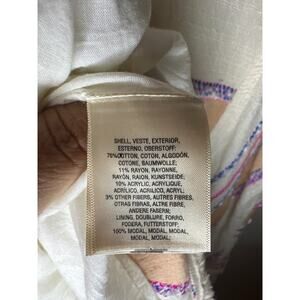 SHELL, VESTE, EXTERIOR,
ESTERNO, OBERSTOFF:
76%COTTON, COTON, ALGODÓN,
COTONE, BAUMWOLLE;
11% RAYON, RAYONNE,
RAYÓN, RAION, KUNSTSEIDE;
10% ACRYLIC, ACRYLIQUE,
ACRÍLICO, ACRILICO, ACRYL;
3% OTHER FIBERS, AUTRES FIBRE,
OTRAS FIBRAS, ALTRE FIBRE,
ANDERE FASERN;
LINING, DOUBLURE, FORRO,
FODERA, FUTTERSTOFF:
100% MODAL, MODAL, MODAL,
MODAL, MODAL;